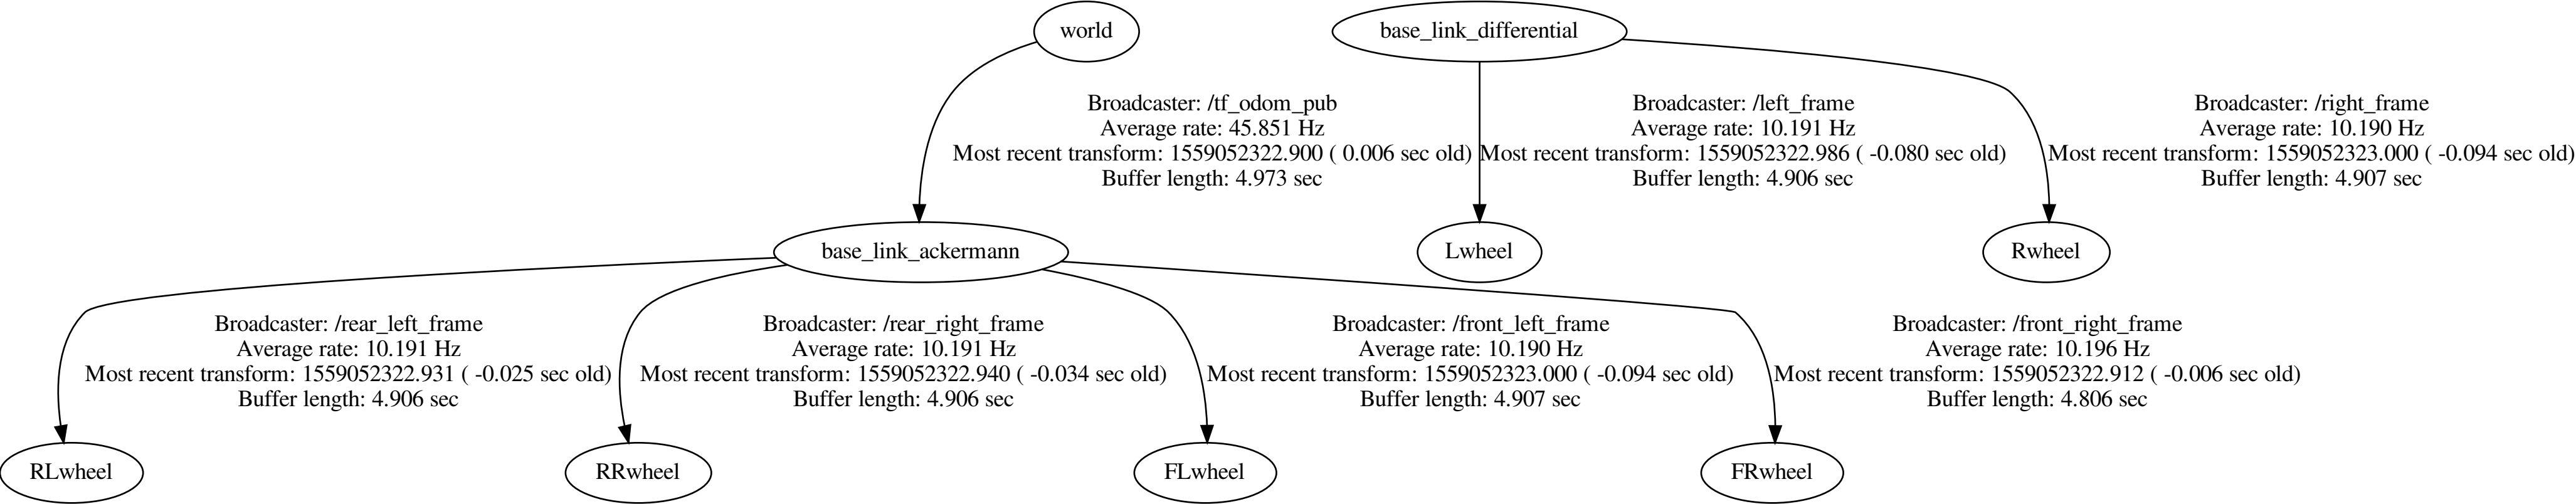 world
base_link_differential
Broadcaster: /tf_odom_pub
Average rate: 45.851 Hz
Most recent transform: 1559052322.900 ( 0.006 sec old)
Buffer length: 4.973 sec
Broadcaster: /left_frame
Average rate: 10.191 Hz
Most recent transform: 1559052322.986 ( -0.080 sec old)
Buffer length: 4.906 sec
Broadcaster: /right_frame
Average rate: 10.190 Hz
Most recent transform: 1559052323.000 ( -0.094 sec old)
Buffer length: 4.907 sec
base_link_ackermann
Lwheel
Rwheel
Broadcaster: /rear_left_frame
Average rate: 10.191 Hz
Most recent transform: 1559052322.931 ( -0.025 sec old)
Buffer length: 4.906 sec
Broadcaster: /rear_right_frame
Average rate: 10.191 Hz
Most recent transform: 1559052322.940 ( -0.034 sec old)
Buffer length: 4.906 sec
Broadcaster: /front_left_frame
Average rate: 10.190 Hz
Most recent transform: 1559052323.000 ( -0.094 sec old)
Buffer length: 4.907 sec
Broadcaster: /front_right_frame
Average rate: 10.196 Hz
Most recent transform: 1559052322.912 ( -0.006 sec old)
Buffer length: 4.806 sec
RLwheel
RRwheel
FLwheel
FRwheel